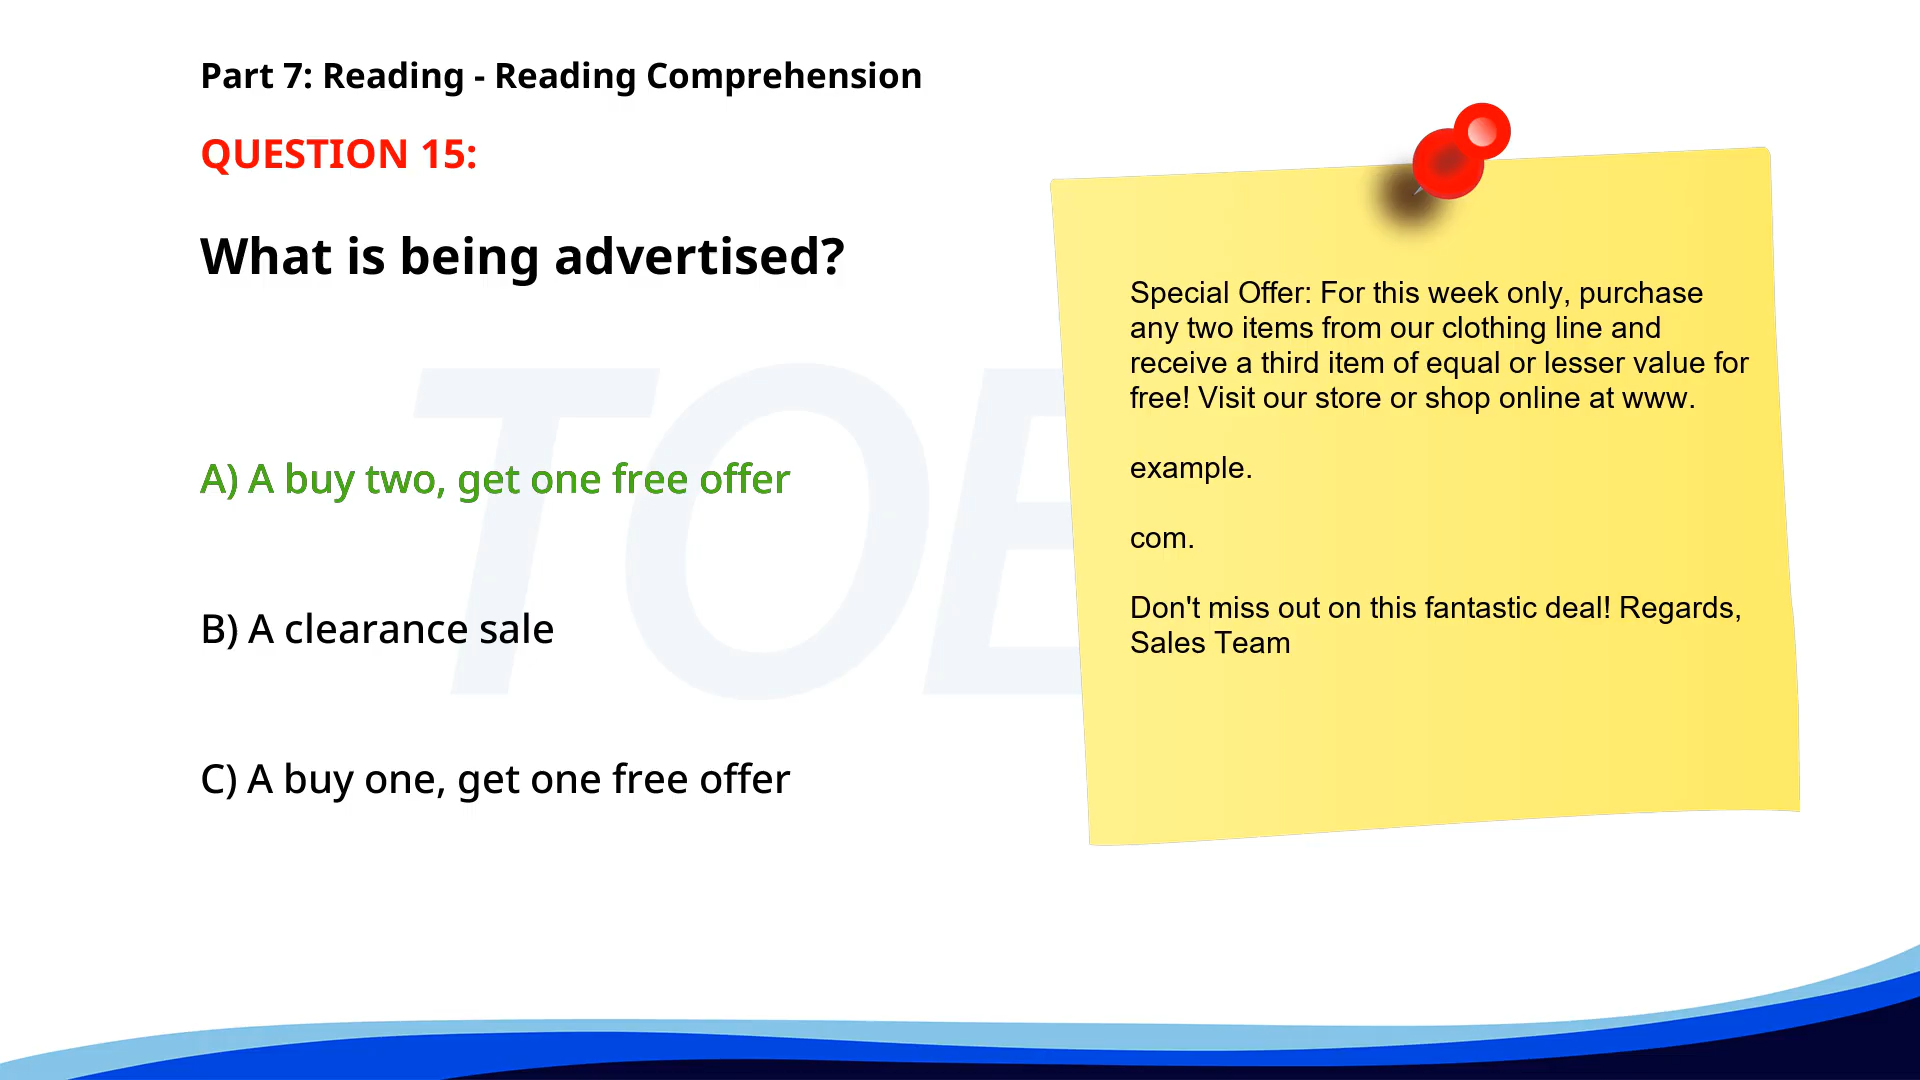 Part 7: Reading - Reading Comprehension
QUESTION 15:
What is being advertised?
A) A buy two, get one free offer
B) A clearance sale
C) A buy one, get one free offer
Special Offer: For this week only, purchase
any two items from our clothing line and
receive a third item of equal or lesser value for
free! Visit our store or shop online at www.
example.
com.
Don't miss out on this fantastic deal! Regards,
Sales Team
TOE